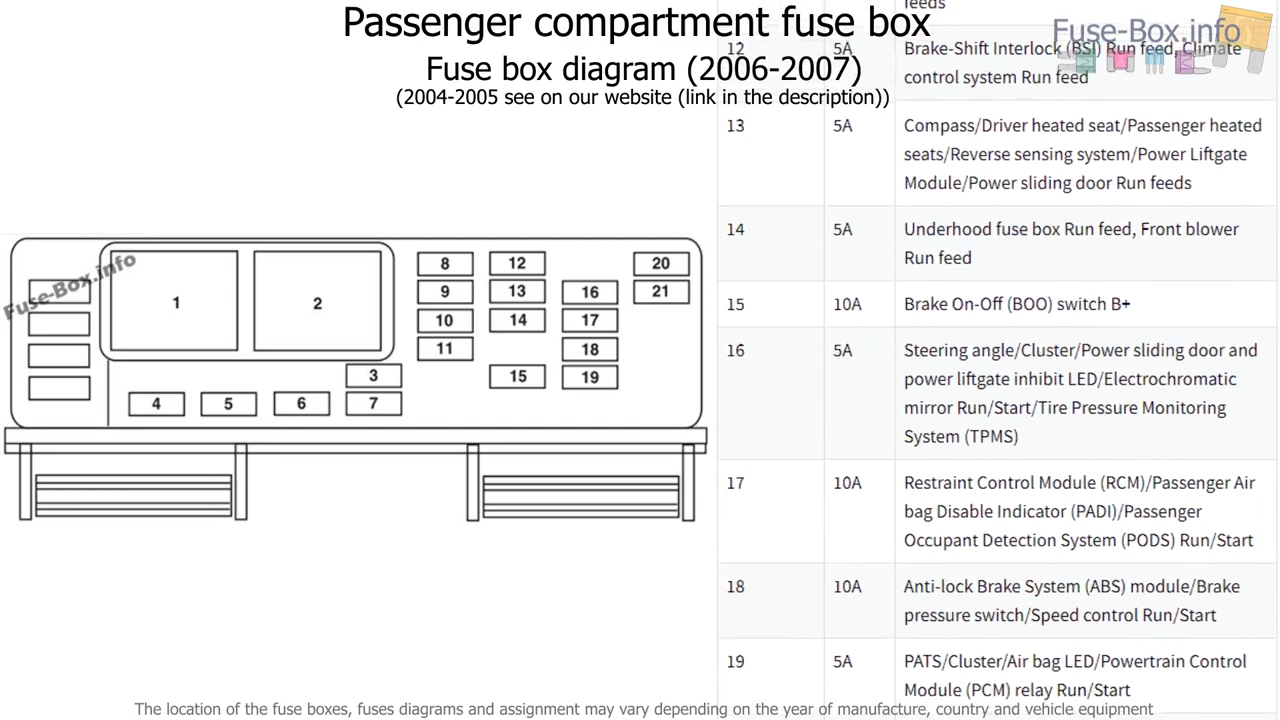 Passenger compartment fuse box
Fuse box diagram (2006-2007)
(2004-2005 see on our website (link in the description))
Fuse-Box.info
feeds
12 5A Brake-Shift Interlock (BSI) Run feed, Climate
control system Run feed
13 5A Compass/Driver heated seat/Passenger heated
seats/Reverse sensing system/Power Liftgate
Module/Power sliding door Run feeds
14 5A Underhood fuse box Run feed, Front blower
Run feed
15 10A Brake On-Off (BOO) switch B+
16 5A Steering angle/Cluster/Power sliding door and
power liftgate inhibit LED/Electrochromatic
mirror Run/Start/Tire Pressure Monitoring
System (TPMS)
17 10A Restraint Control Module (RCM)/Passenger Air
bag Disable Indicator (PADI)/Passenger
Occupant Detection System (PODS) Run/Start
18 10A Anti-lock Brake System (ABS) module/Brake
pressure switch/Speed control Run/Start
19 5A PATS/Cluster/Air bag LED/Powertrain Control
Module (PCM) relay Run/Start
Fuse-Box.info
8 12 20
9 13 16 21
1 2
10 14 17
11 18
3 15 19
4 5 6 7
The location of the fuse boxes, fuses diagrams and assignment may vary depending on the year of manufacture, country and vehicle equipment